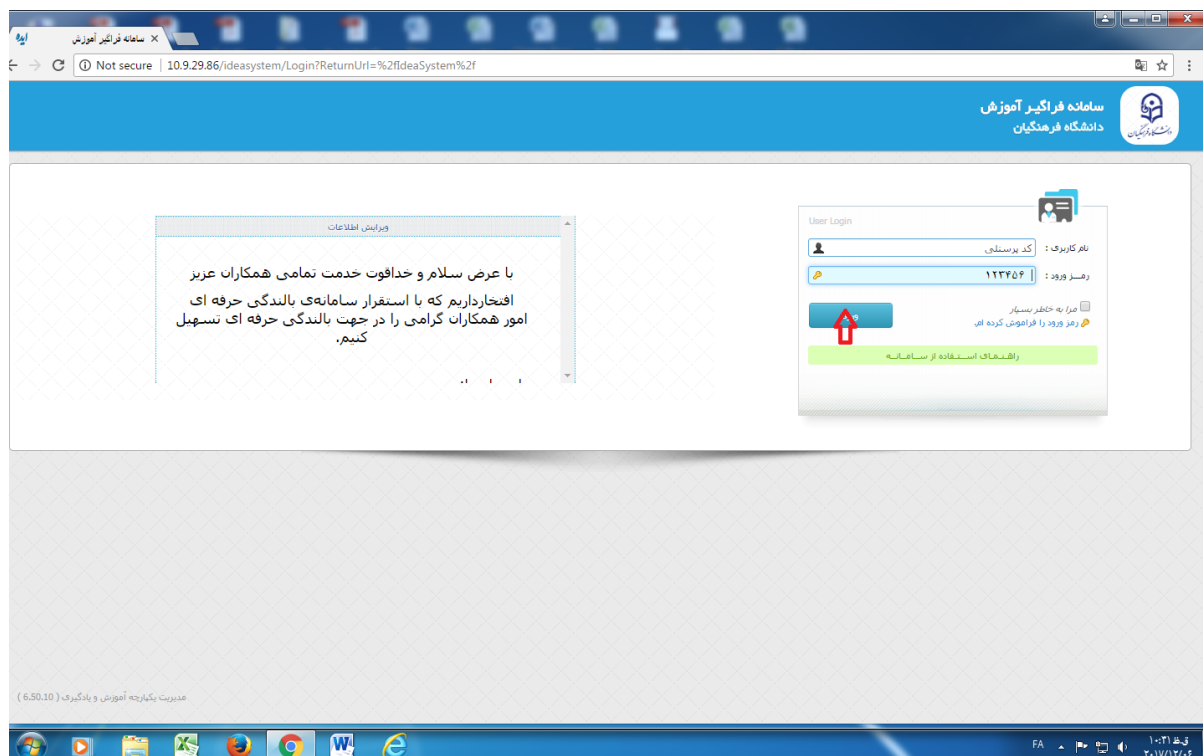 سامانه فراگیر آموزش
ایده
Not secure | 10.9.29.86/ideasystem/Login?ReturnUrl=%2fIdeaSystem%2f
سامانه فراگیر آموزش
دانشگاه فرهنگیان
User Login
نام کاربری : کد پرسنلی
رمز ورود : ۱۲۳۴۵۶
مرا به خاطر بسپار
رمز ورود را فراموش کرده ام.
راهنمای استفاده از سامانه
ویرایش اطلاعات
با عرض سلام و خداقوت خدمت تمامی همکاران عزیز
افتخارداریم که با استقرار سامانه‌ی بالندگی حرفه ای
امور همکاران گرامی را در جهت بالندگی حرفه ای تسهیل
کنیم.
مدیریت یکپارچه آموزش و یادگیری ( 6.50.10 )
FA
۱۰:۳۱ ق.ظ